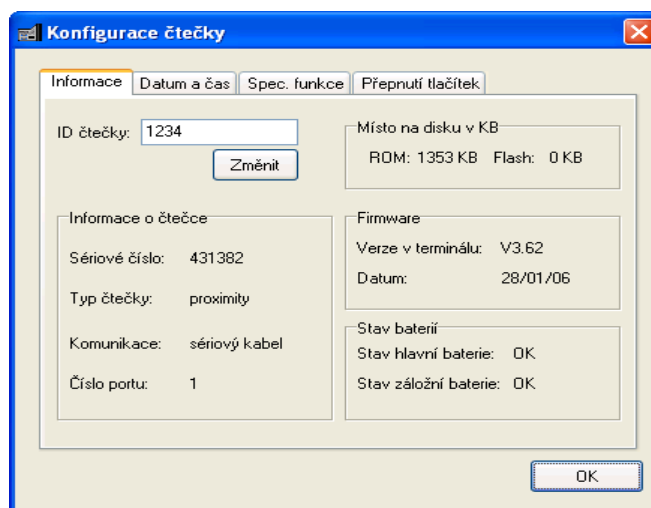 Konfigurace čtečky
Informace Datum a čas Spec. funkce Přepnutí tlačítek
ID čtečky: 1234
Změnit
Místo na disku v KB
ROM: 1353 KB Flash: 0 KB
Informace o čtečce
Sériové číslo: 431382
Typ čtečky: proximity
Komunikace: sériový kabel
Číslo portu: 1
Firmware
Verze v terminálu: V3.62
Datum: 28/01/06
Stav baterií
Stav hlavní baterie: OK
Stav záložní baterie: OK
OK